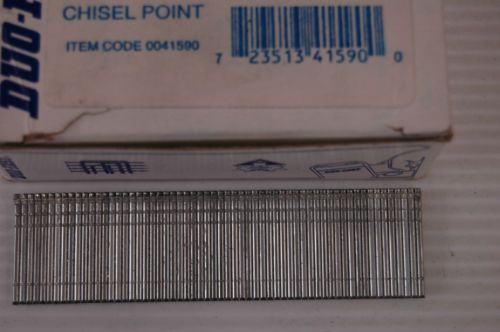 CHISEL POINT
ITEM CODE 0041590
7 23513 41590 0